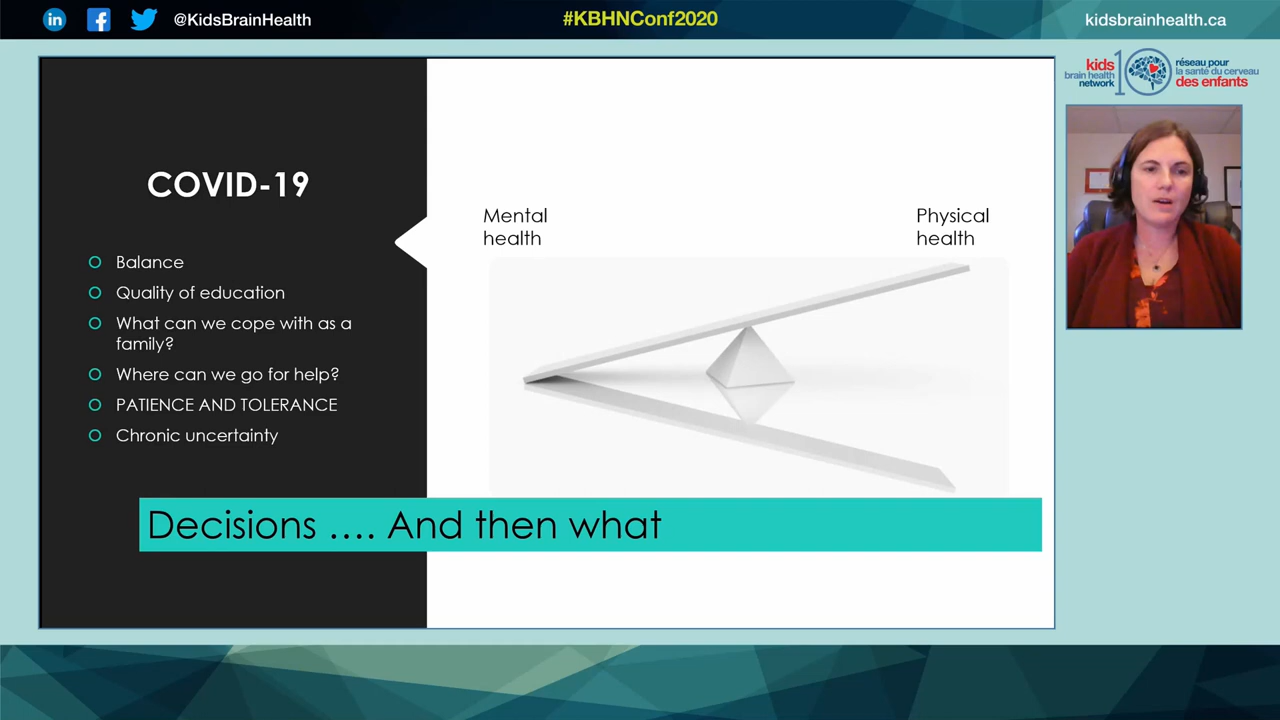 @KidsBrainHealth
#KBHNConf2020
kidsbrainhealth.ca
kids
brain health
network
10
réseau pour
la santé du cerveau
des enfants
COVID-19
Balance
Quality of education
What can we cope with as a
family?
Where can we go for help?
PATIENCE AND TOLERANCE
Chronic uncertainty
Mental
health
Physical
health
Decisions .... And then what